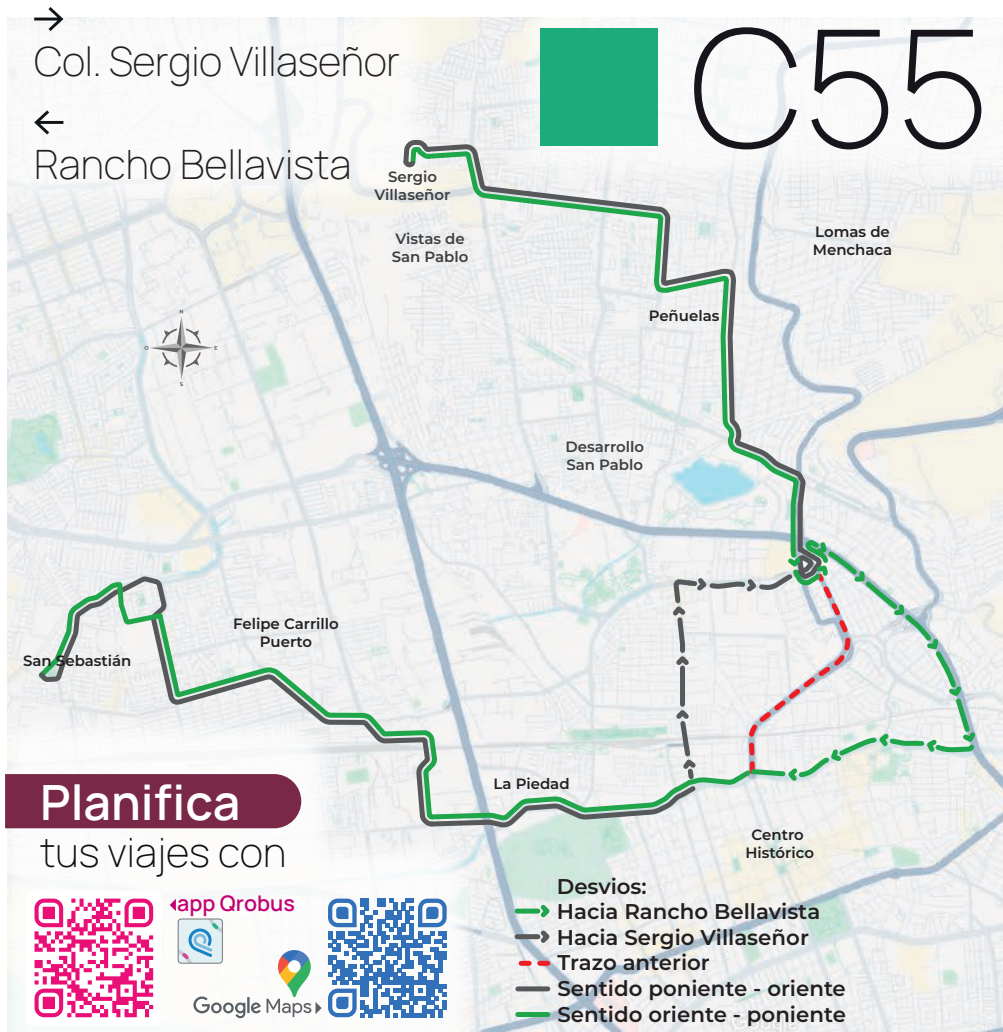 →
Col. Sergio Villaseñor
←
Rancho Bellavista
C55
Sergio
Villaseñor
Vistas de
San Pablo
Lomas de
Menchaca
Peñuelas
N
O
E
S
Desarrollo
San Pablo
Felipe Carrillo
Puerto
San Sebastián
La Piedad
Centro
Histórico
Planifica
tus viajes con
app Qrobus
Google Maps
Desvios:
Hacia Rancho Bellavista
Hacia Sergio Villaseñor
Trazo anterior
Sentido poniente - oriente
Sentido oriente - poniente